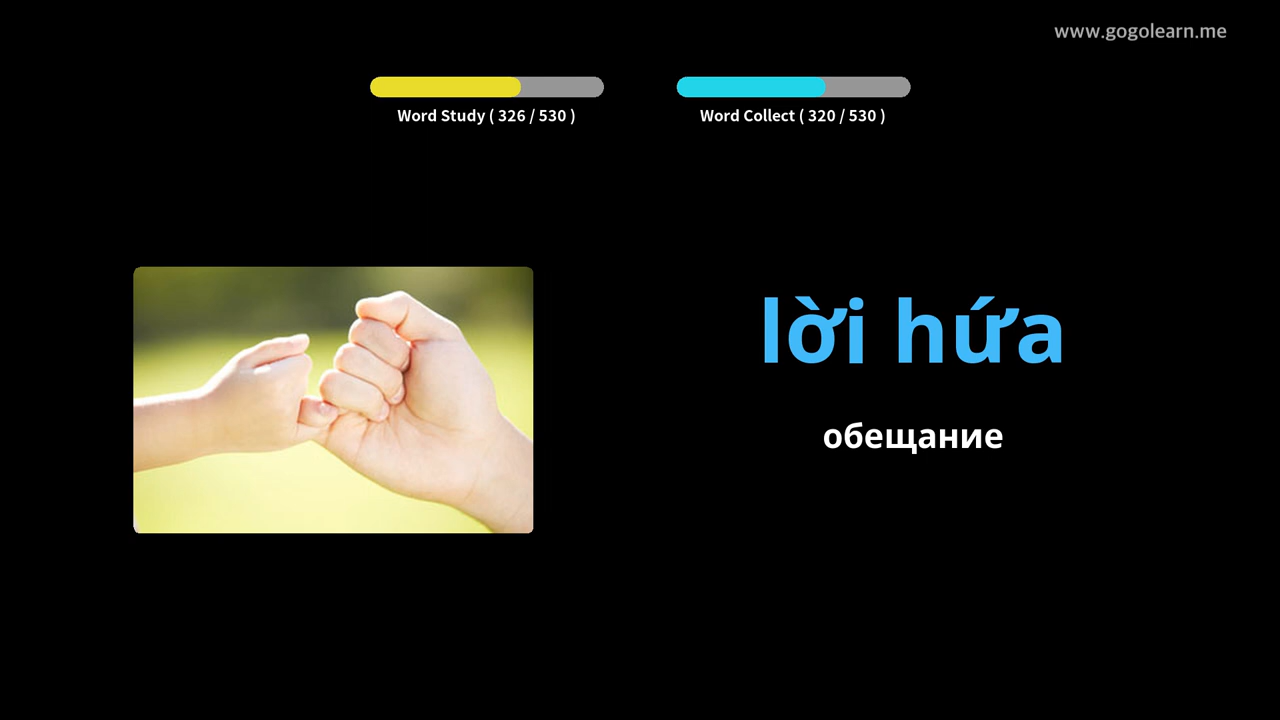 www.gogolearn.me
Word Study ( 326 / 530 )
Word Collect ( 320 / 530 )
lời hứa
обещание